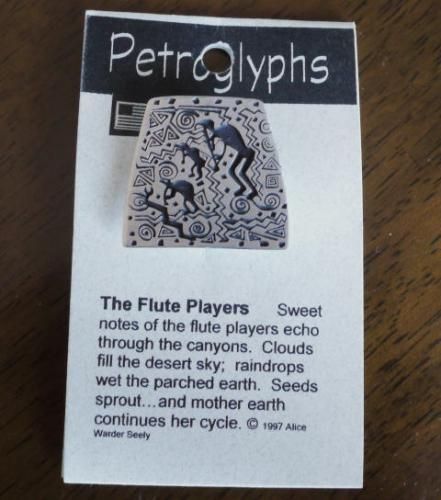 Petroglyphs
The Flute Players Sweet
notes of the flute players echo
through the canyons. Clouds
fill the desert sky; raindrops
wet the parched earth. Seeds
sprout...and mother earth
continues her cycle. © 1997 Alice
Warder Seely